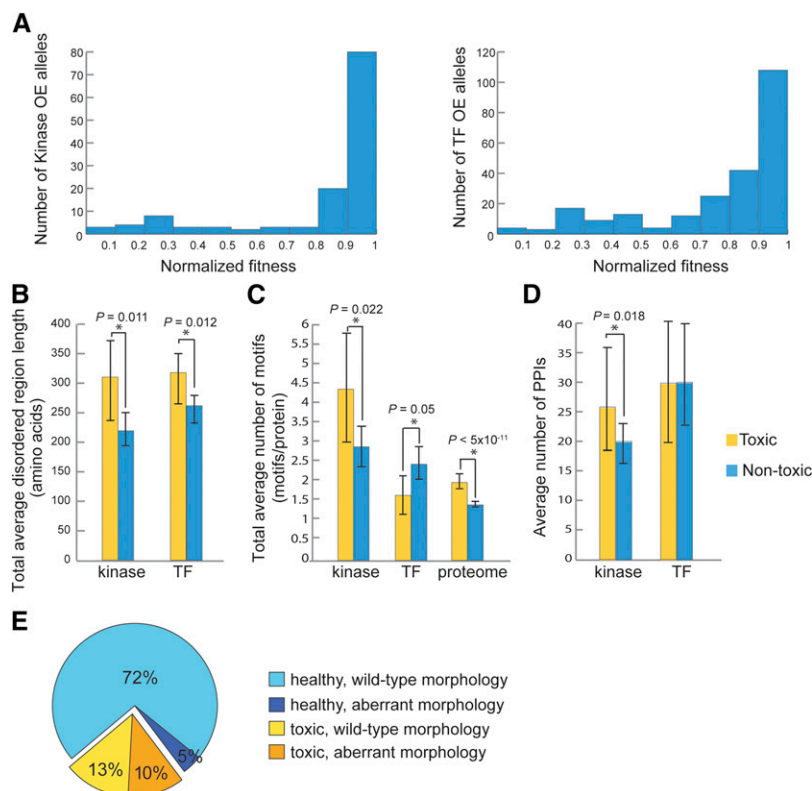 A
Number of Kinase OE alleles
80
70
60
50
40
30
20
10
0
0.1 0.2 0.3 0.4 0.5 0.6 0.7 0.8 0.9 1
Normalized fitness
Number of TF OE alleles
120
100
80
60
40
20
0
0.1 0.2 0.3 0.4 0.5 0.6 0.7 0.8 0.9 1
Normalized fitness
B
Total average disordered region length
(amino acids)
400
350
300
250
200
150
100
50
0
P = 0.011
*
P = 0.012
*
kinase TF
C
Total average number of motifs
(motifs/protein)
6
5.5
5
4.5
4
3.5
3
2.5
2
1.5
1
0.5
0
P = 0.022
*
P = 0.05
*
P < 5x10-11
*
kinase TF proteome
D
Average number of PPIs
40
35
30
25
20
15
10
5
0
P = 0.018
*
kinase TF
Toxic
Non-toxic
E
72%
5%
13%
10%
healthy, wild-type morphology
healthy, aberrant morphology
toxic, wild-type morphology
toxic, aberrant morphology